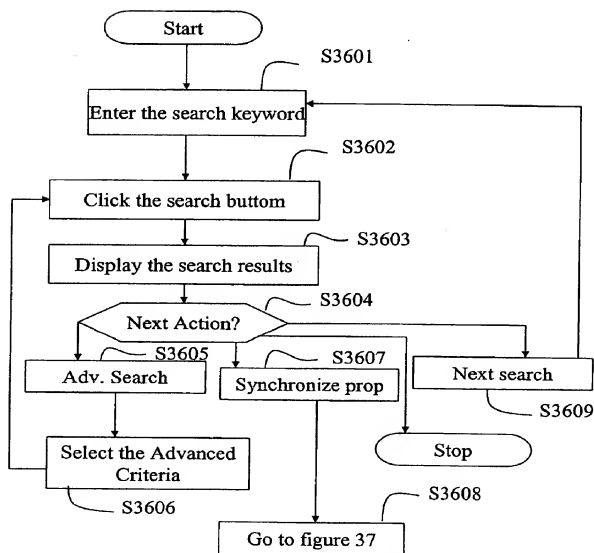 Start
S3601
Enter the search keyword
S3602
Click the search buttom
S3603
Display the search results
S3604
Next Action?
S3605
Adv. Search
S3607
Synchronize prop
Next search
S3609
Select the Advanced
Criteria
S3606
Stop
S3608
Go to figure 37